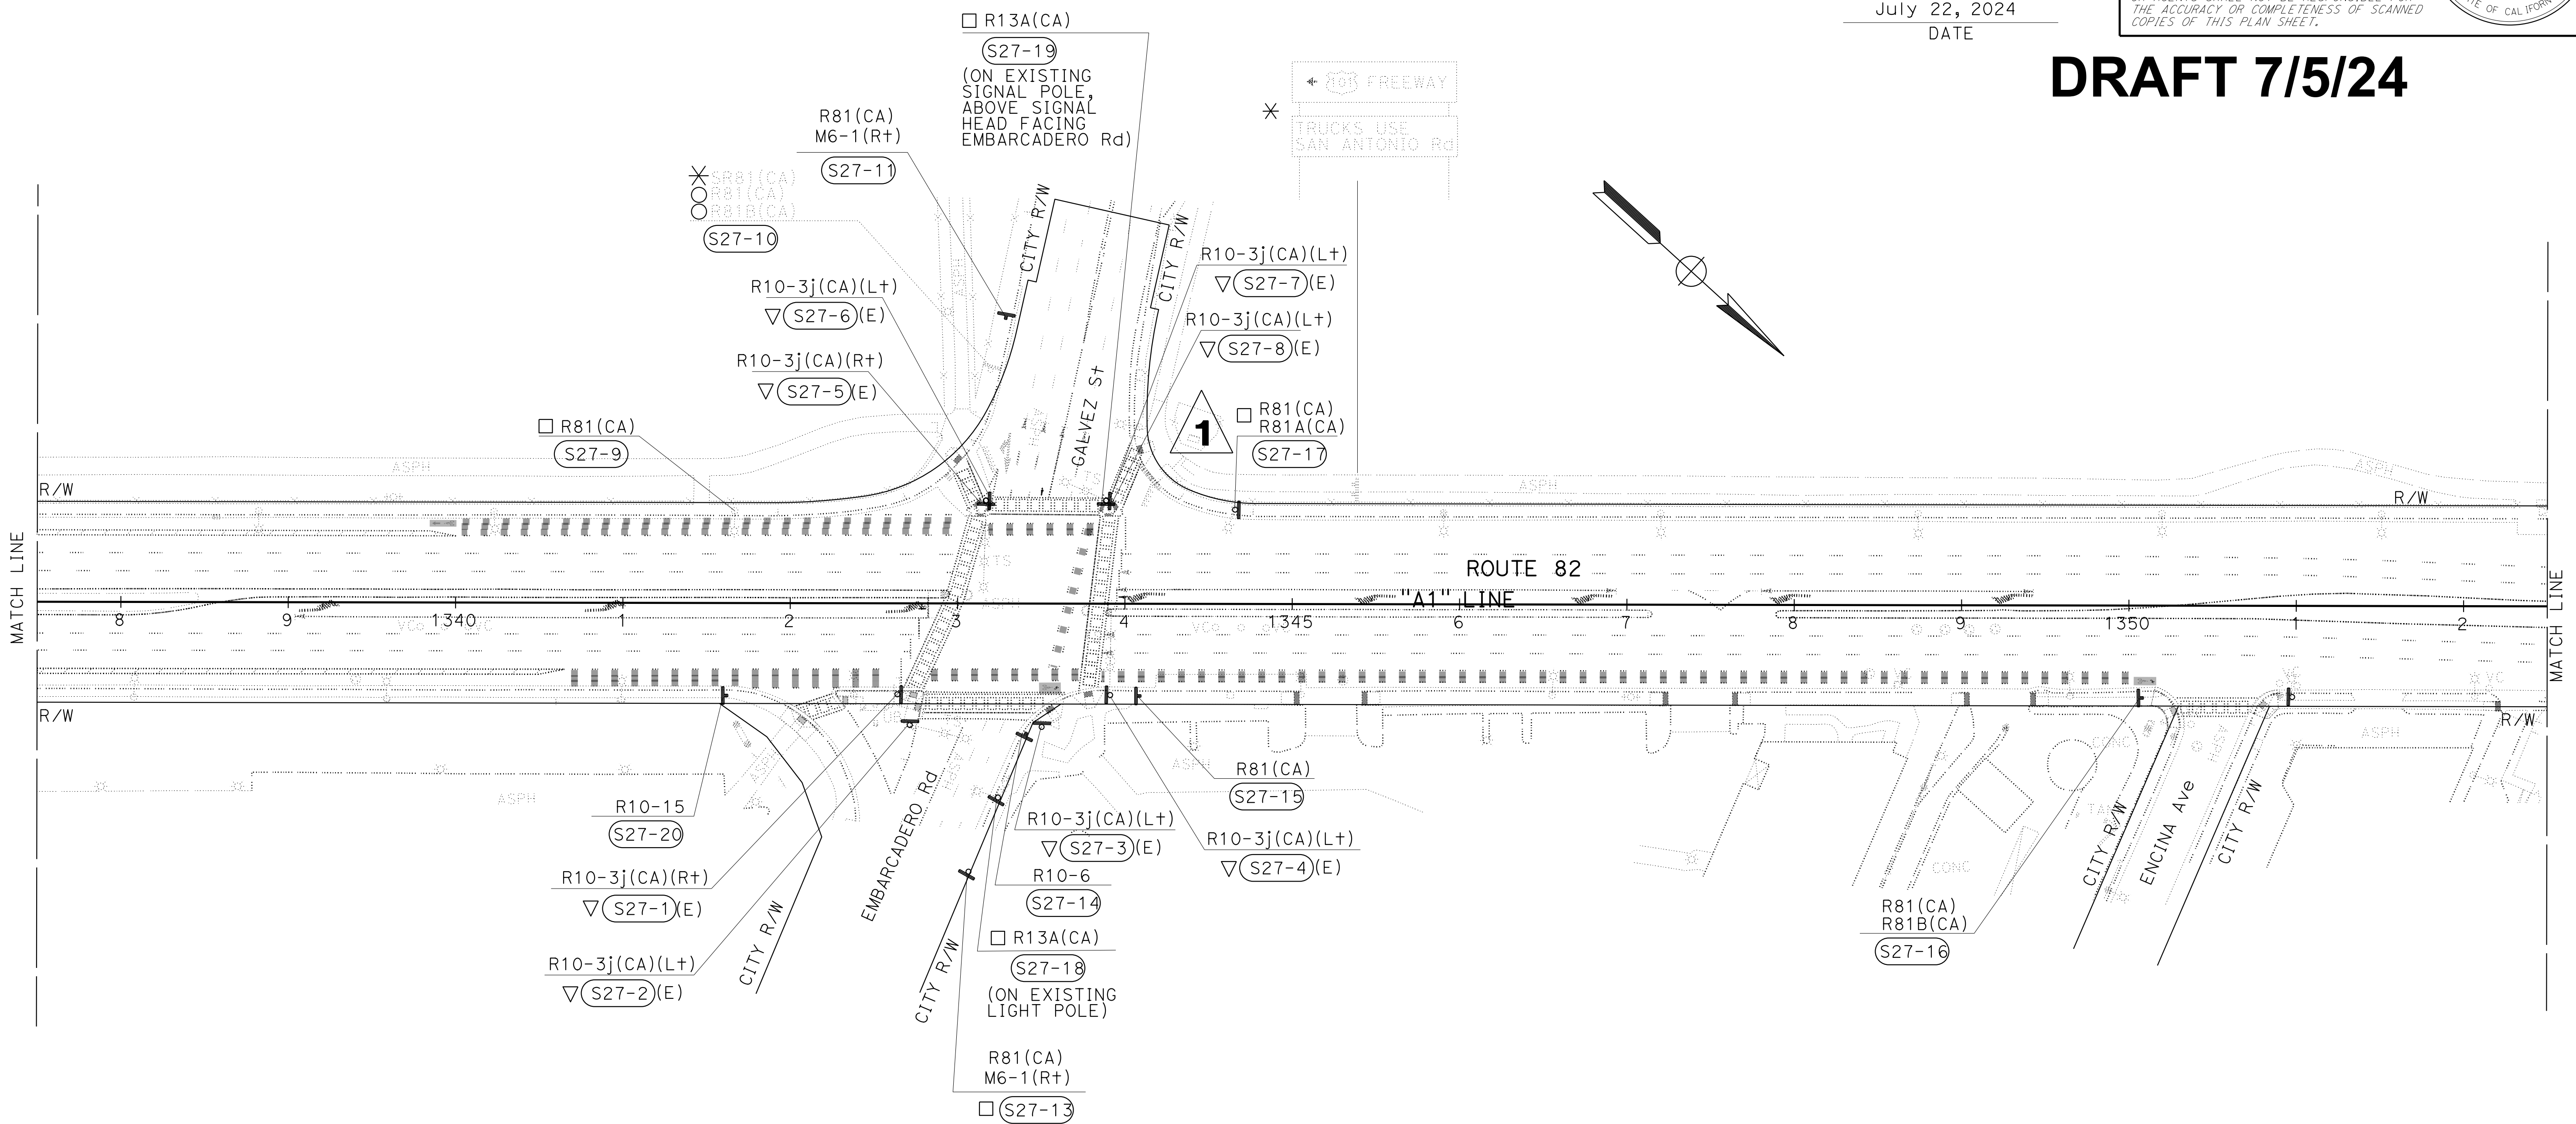 July 22, 2024
DATE
THE ACCURACY OR COMPLETENESS OF SCANNED
COPIES OF THIS PLAN SHEET.
DRAFT 7/5/24
R13A(CA)
S27-19
(ON EXISTING
SIGNAL POLE,
ABOVE SIGNAL
HEAD FACING
EMBARCADERO Rd)
101 FREEWAY
TRUCKS USE
SAN ANTONIO Rd
R81(CA)
M6-1(Rt)
S27-11
SR81(CA)
R81(CA)
R81B(CA)
S27-10
CITY R/W
CITY R/W
R10-3j(CA)(Lt)
S27-7 (E)
R10-3j(CA)(Lt)
S27-6 (E)
R10-3j(CA)(Lt)
S27-8 (E)
R10-3j(CA)(Rt)
S27-5 (E)
GALVEZ St
1
R81(CA)
R81A(CA)
S27-17
R81(CA)
S27-9
ASPH
ASPH
ASPH
R/W
R/W
MATCH LINE
ROUTE 82
"A1" LINE
MATCH LINE
8
9
1340
1
2
3
4
1345
6
7
8
9
1350
1
2
R/W
R/W
ASPH
ASPH
ASPH
CONC
CONC
R81(CA)
S27-15
R10-15
S27-20
EMBARCADERO Rd
R10-3j(CA)(Lt)
S27-3 (E)
R10-3j(CA)(Lt)
S27-4 (E)
R10-3j(CA)(Rt)
S27-1 (E)
R10-6
S27-14
CITY R/W
CITY R/W
R13A(CA)
S27-18
(ON EXISTING
LIGHT POLE)
R10-3j(CA)(Lt)
S27-2 (E)
R81(CA)
M6-1(Rt)
S27-13
CITY R/W
ENCINA Ave
CITY R/W
R81(CA)
R81B(CA)
S27-16